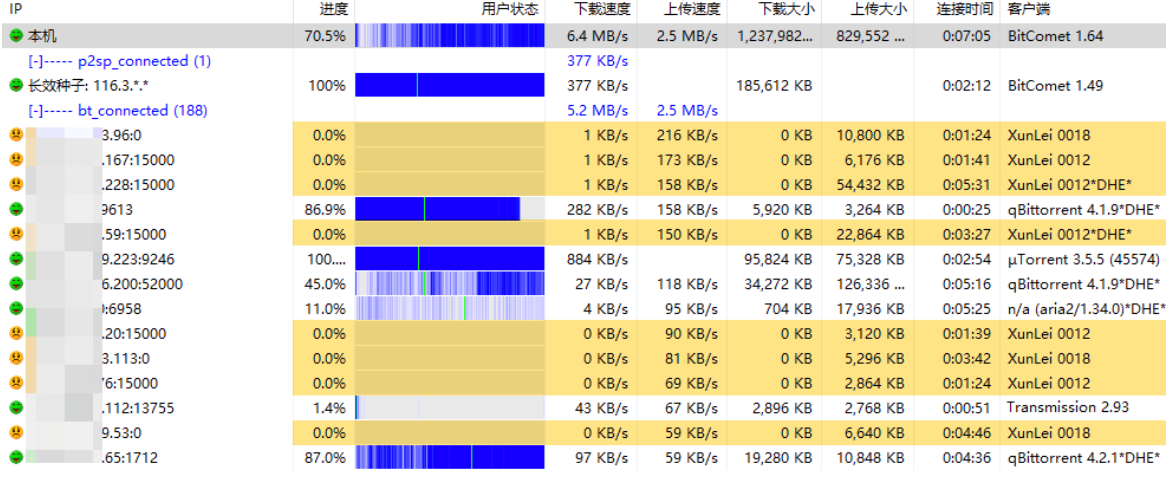 IP 进度 用户状态 下载速度 上传速度 下载大小 上传大小 连接时间 客户端
本机 70.5% 6.4 MB/s 2.5 MB/s 1,237,982... 829,552 ... 0:07:05 BitComet 1.64
[-]----- p2sp_connected (1) 377 KB/s
长效种子: 116.3.*.* 100% 377 KB/s 185,612 KB 0:02:12 BitComet 1.49
[-]----- bt_connected (188) 5.2 MB/s 2.5 MB/s
3.96:0 0.0% 1 KB/s 216 KB/s 0 KB 10,800 KB 0:01:24 XunLei 0018
.167:15000 0.0% 1 KB/s 173 KB/s 0 KB 6,176 KB 0:01:41 XunLei 0012
.228:15000 0.0% 1 KB/s 158 KB/s 0 KB 54,432 KB 0:05:31 XunLei 0012*DHE*
9613 86.9% 282 KB/s 158 KB/s 5,920 KB 3,264 KB 0:00:25 qBittorrent 4.1.9*DHE*
.59:15000 0.0% 1 KB/s 150 KB/s 0 KB 22,864 KB 0:03:27 XunLei 0012*DHE*
9.223:9246 100.... 884 KB/s 95,824 KB 75,328 KB 0:02:54 µTorrent 3.5.5 (45574)
6.200:52000 45.0% 27 KB/s 118 KB/s 34,272 KB 126,336 ... 0:05:16 qBittorrent 4.1.9*DHE*
:6958 11.0% 4 KB/s 95 KB/s 704 KB 17,936 KB 0:05:25 n/a (aria2/1.34.0)*DHE*
.20:15000 0.0% 0 KB/s 90 KB/s 0 KB 3,120 KB 0:01:39 XunLei 0012
3.113:0 0.0% 0 KB/s 81 KB/s 0 KB 5,296 KB 0:03:42 XunLei 0018
6:15000 0.0% 0 KB/s 69 KB/s 0 KB 2,864 KB 0:01:24 XunLei 0012
.112:13755 1.4% 43 KB/s 67 KB/s 2,896 KB 2,768 KB 0:00:51 Transmission 2.93
9.53:0 0.0% 0 KB/s 59 KB/s 0 KB 6,640 KB 0:04:46 XunLei 0018
.65:1712 87.0% 97 KB/s 59 KB/s 19,280 KB 10,848 KB 0:04:36 qBittorrent 4.2.1*DHE*